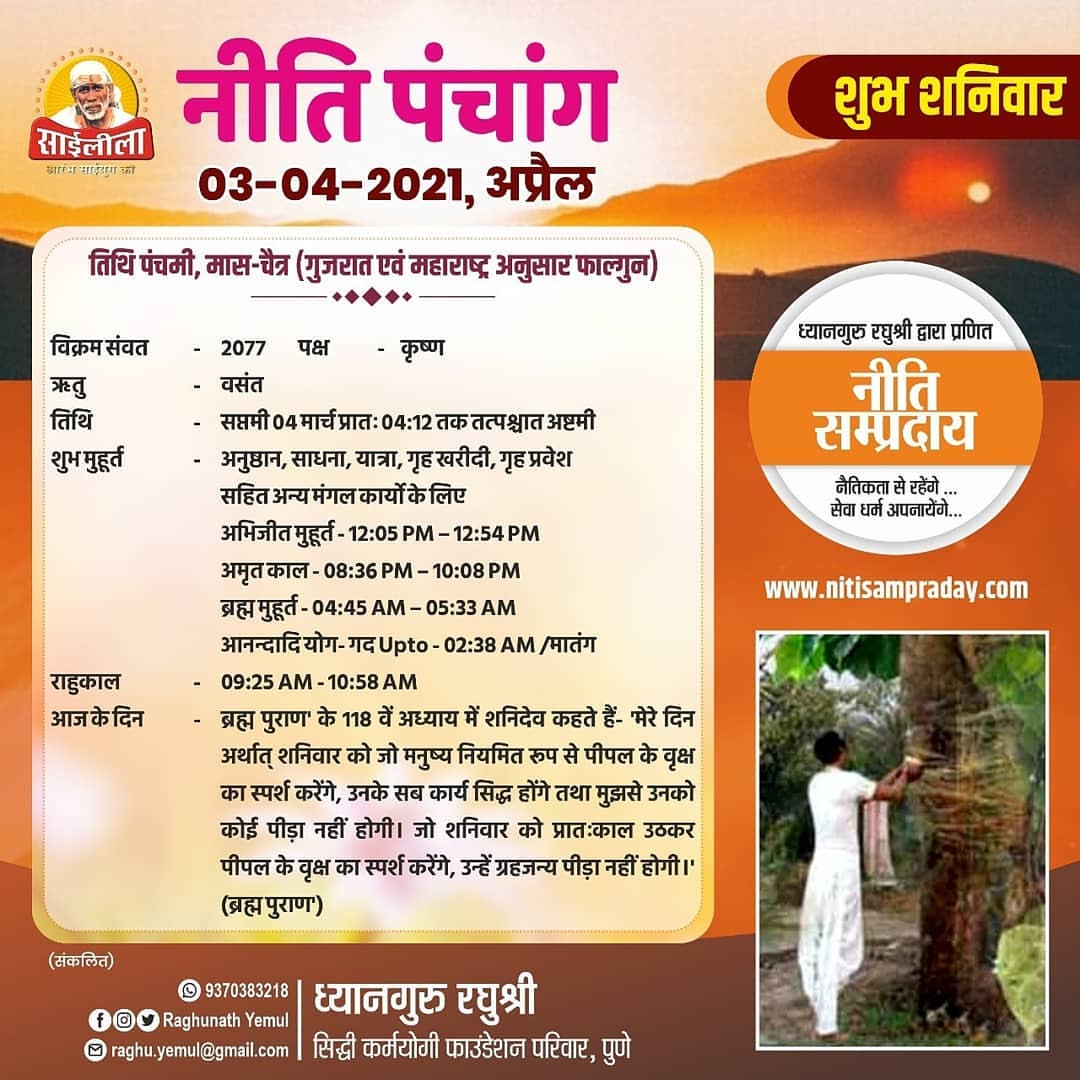 साईलीला
आरंभ साईयुग का
नीति पंचांग
03-04-2021, अप्रैल
शुभ शनिवार
तिथि पंचमी, मास-चैत्र (गुजरात एवं महाराष्ट्र अनुसार फाल्गुन)
विक्रम संवत - 2077 पक्ष - कृष्ण
ऋतु - वसंत
तिथि - सप्तमी 04 मार्च प्रातः 04:12 तक तत्पश्चात अष्टमी
शुभ मुहूर्त - अनुष्ठान, साधना, यात्रा, गृह खरीदी, गृह प्रवेश
सहित अन्य मंगल कार्यो के लिए
अभिजीत मुहूर्त - 12:05 PM – 12:54 PM
अमृत काल - 08:36 PM – 10:08 PM
ब्रह्म मुहूर्त - 04:45 AM – 05:33 AM
आनन्दादि योग- गद Upto - 02:38 AM /मातंग
राहुकाल - 09:25 AM - 10:58 AM
आज के दिन - ब्रह्म पुराण' के 118 वें अध्याय में शनिदेव कहते हैं- 'मेरे दिन
अर्थात् शनिवार को जो मनुष्य नियमित रूप से पीपल के वृक्ष
का स्पर्श करेंगे, उनके सब कार्य सिद्ध होंगे तथा मुझसे उनको
कोई पीड़ा नहीं होगी। जो शनिवार को प्रातःकाल उठकर
पीपल के वृक्ष का स्पर्श करेंगे, उन्हें ग्रहजन्य पीड़ा नहीं होगी।'
(ब्रह्म पुराण')
ध्यानगुरु रघुश्री द्वारा प्रणित
नीति
सम्प्रदाय
नैतिकता से रहेंगे ...
सेवा धर्म अपनायेंगे...
www.nitisampraday.com
(संकलित)
9370383218
Raghunath Yemul
raghu.yemul@gmail.com
ध्यानगुरु रघुश्री
सिद्धी कर्मयोगी फाउंडेशन परिवार, पुणे